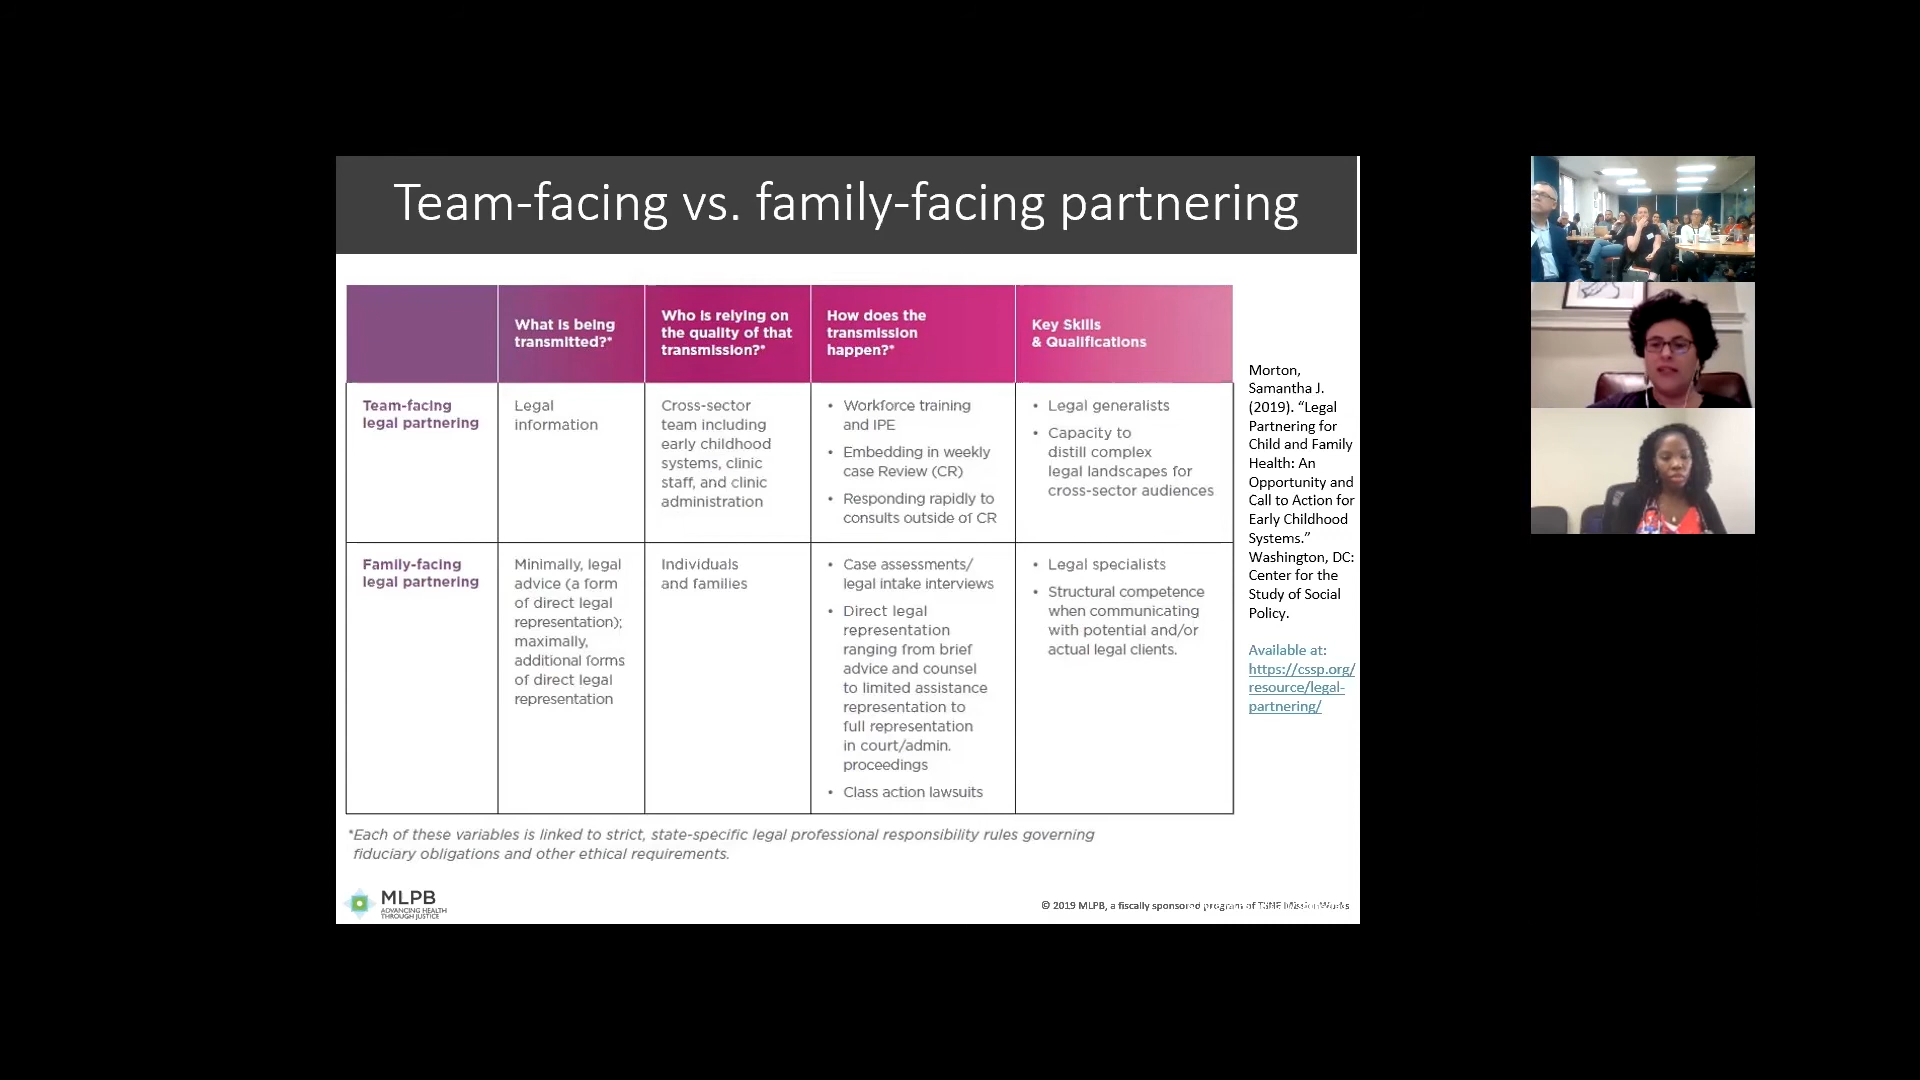 Team-facing vs. family-facing partnering
What is being
transmitted?*
Who is relying on
the quality of that
transmission?*
How does the
transmission
happen?*
Key Skills
& Qualifications
Team-facing
legal partnering
Legal
information
Cross-sector
team including
early childhood
systems, clinic
staff, and clinic
administration
• Workforce training
and IPE
• Embedding in weekly
case Review (CR)
• Responding rapidly to
consults outside of CR
• Legal generalists
• Capacity to
distill complex
legal landscapes for
cross-sector audiences
Family-facing
legal partnering
Minimally, legal
advice (a form
of direct legal
representation);
maximally,
additional forms
of direct legal
representation
Individuals
and families
• Case assessments/
legal intake interviews
• Direct legal
representation
ranging from brief
advice and counsel
to limited assistance
representation to
full representation
in court/admin.
proceedings
• Class action lawsuits
• Legal specialists
• Structural competence
when communicating
with potential and/or
actual legal clients.
Morton,
Samantha J.
(2019). “Legal
Partnering for
Child and Family
Health: An
Opportunity and
Call to Action for
Early Childhood
Systems.”
Washington, DC:
Center for the
Study of Social
Policy.
Available at:
https://cssp.org/
resource/legal-
partnering/
*Each of these variables is linked to strict, state-specific legal professional responsibility rules governing
fiduciary obligations and other ethical requirements.
MLPB
ADVANCING HEALTH
THROUGH JUSTICE
© 2019 MLPB, a fiscally sponsored program of TSNE MissionWorks